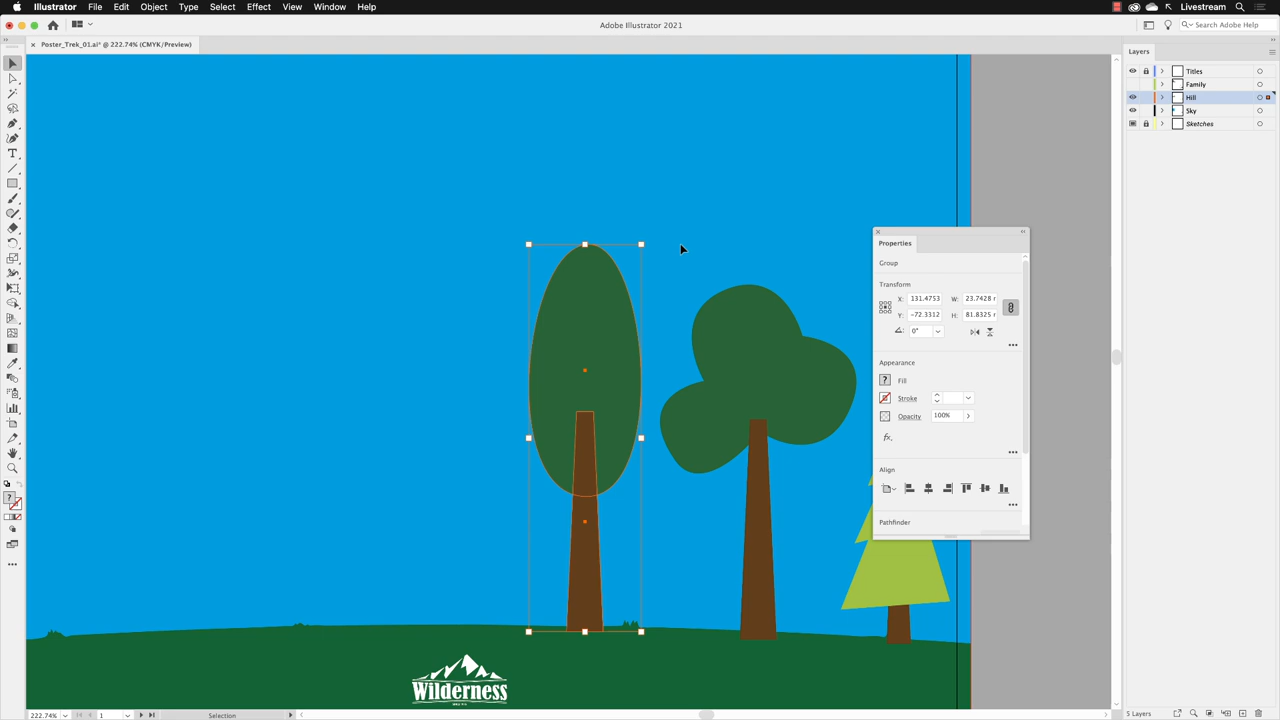 Illustrator File Edit Object Type Select Effect View Window Help Livestream
Adobe Illustrator 2021
Search Adobe Help
Poster_Trek_01.ai* @ 222.74% (CMYK/Preview)
Layers
Titles
Family
Hill
Sky
Sketches
Properties
Group
Transform
X: 131.4753 W: 23.7428
Y: -72.3312 H: 81.8325
0°
Appearance
Fill
Stroke
Opacity 100%
fx
Align
Pathfinder
Wilderness
222.74% 1 Selection
5 Layers